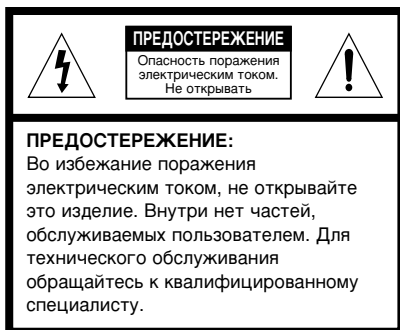 ПРЕДОСТЕРЕЖЕНИЕ
Опасность поражения
электрическим током.
Не открывать
ПРЕДОСТЕРЕЖЕНИЕ:
Во избежание поражения
электрическим током, не открывайте
это изделие. Внутри нет частей,
обслуживаемых пользователем. Для
технического обслуживания
обращайтесь к квалифицированному
специалисту.